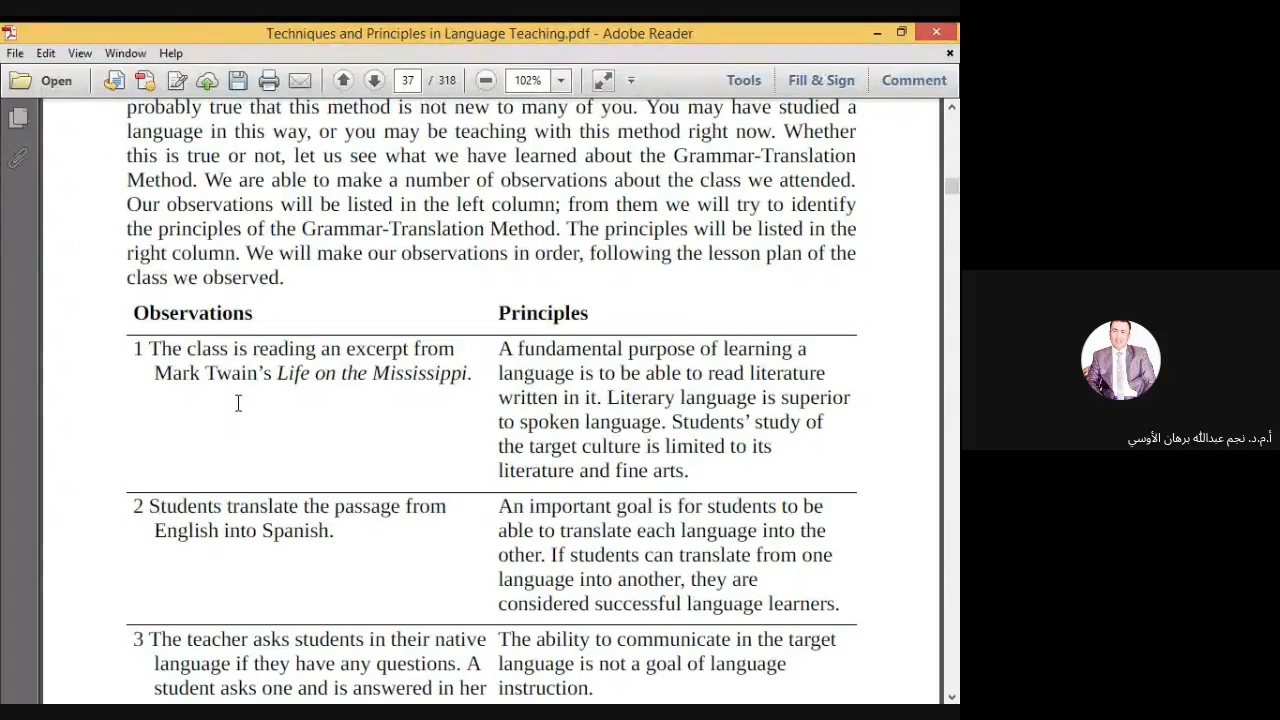 Techniques and Principles in Language Teaching.pdf - Adobe Reader
File Edit View Window Help
Open 37 / 318 102% Tools Fill & Sign Comment
probably true that this method is not new to many of you. You may have studied a
language in this way, or you may be teaching with this method right now. Whether
this is true or not, let us see what we have learned about the Grammar-Translation
Method. We are able to make a number of observations about the class we attended.
Our observations will be listed in the left column; from them we will try to identify
the principles of the Grammar-Translation Method. The principles will be listed in the
right column. We will make our observations in order, following the lesson plan of the
class we observed.
Observations
Principles
1 The class is reading an excerpt from
Mark Twain’s Life on the Mississippi.
A fundamental purpose of learning a
language is to be able to read literature
written in it. Literary language is superior
to spoken language. Students’ study of
the target culture is limited to its
literature and fine arts.
2 Students translate the passage from
English into Spanish.
An important goal is for students to be
able to translate each language into the
other. If students can translate from one
language into another, they are
considered successful language learners.
3 The teacher asks students in their native
language if they have any questions. A
student asks one and is answered in her
The ability to communicate in the target
language is not a goal of language
instruction.
أ.م.د. نجم عبدالله برهان الأوسي